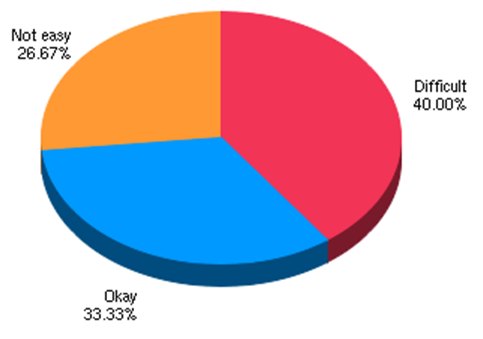 Not easy
26.67%
Difficult
40.00%
Okay
33.33%